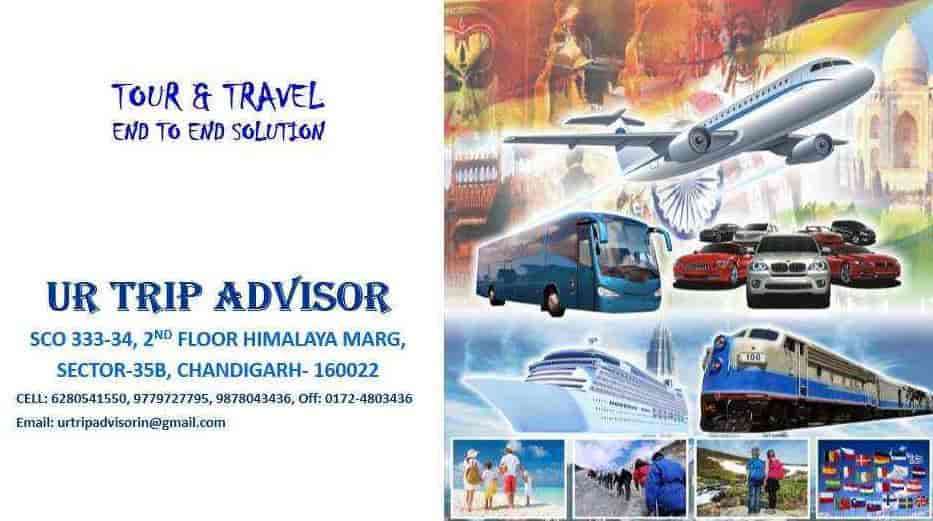 TOUR & TRAVEL
END TO END SOLUTION
UR TRIP ADVISOR
SCO 333-34, 2ND FLOOR HIMALAYA MARG,
SECTOR-35B, CHANDIGARH- 160022
CELL: 6280541550, 9779727795, 9878043436, Off: 0172-4803436
Email: urtripadvisorin@gmail.com
100